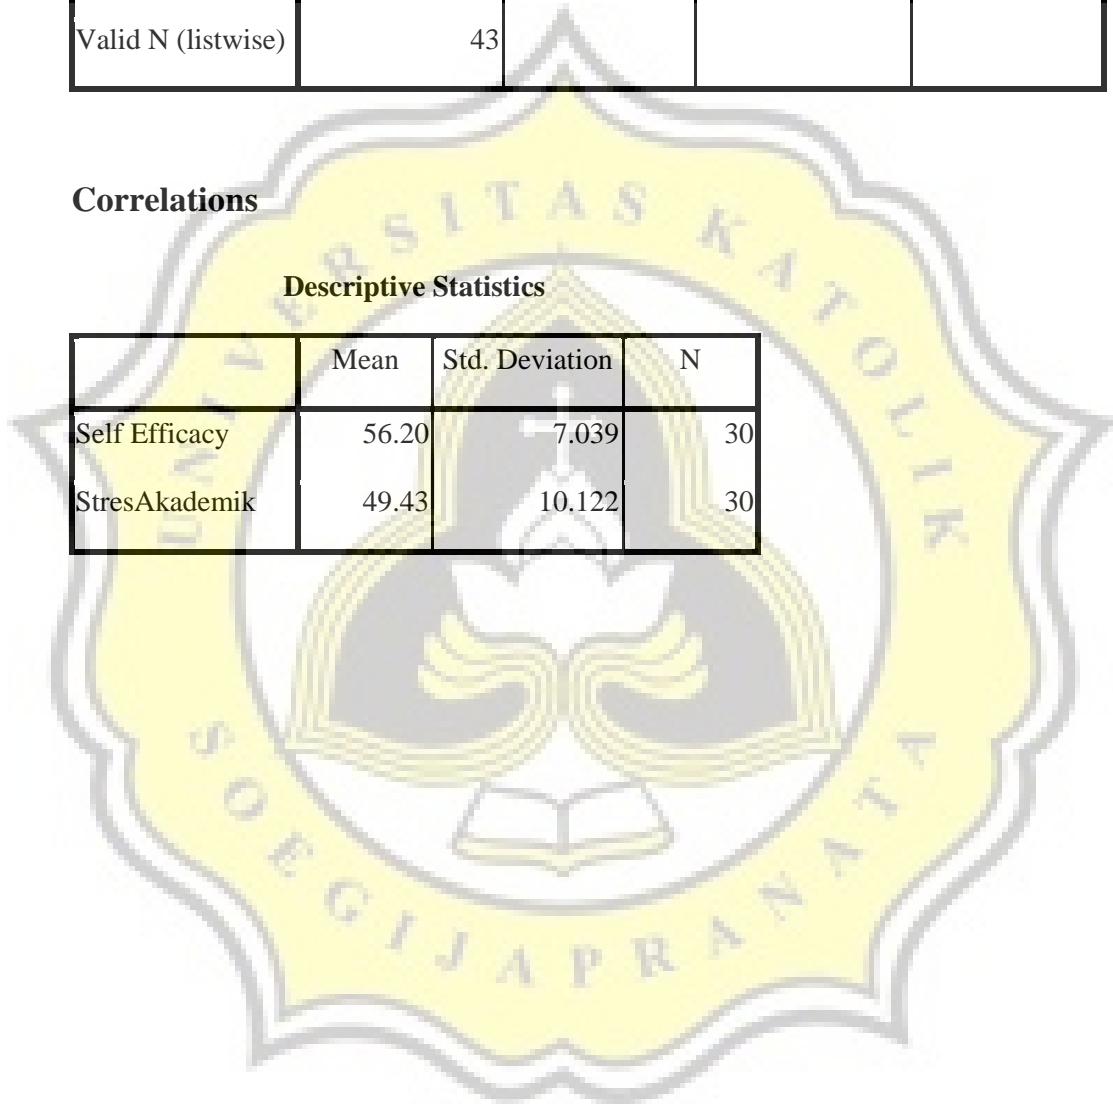 Valid N (listwise) 43
Correlations
Descriptive Statistics
Mean Std. Deviation N
Self Efficacy 56.20 7.039 30
StresAkademik 49.43 10.122 30
UNIVERSITAS KATOLIK
SOEGIJAPRANATA